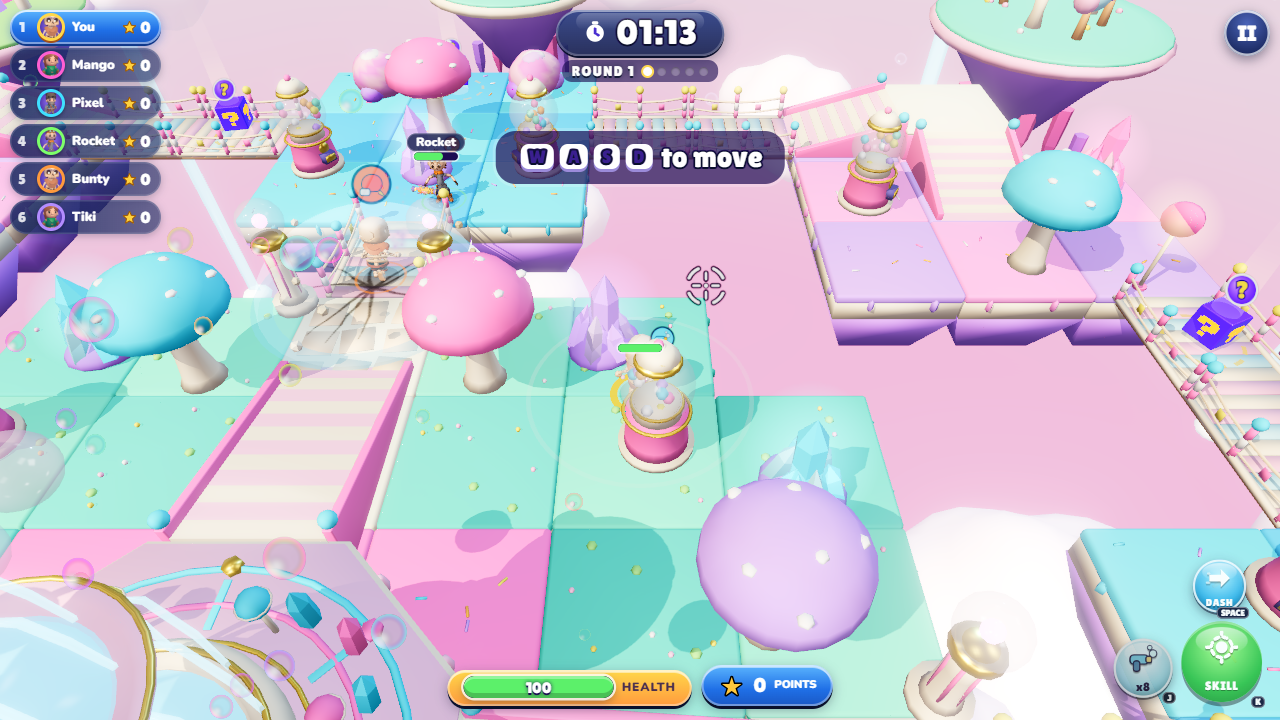 1 You 0
2 Mango 0
3 Pixel 0
4 Rocket 0
5 Bunty 0
6 Tiki 0
01:13
ROUND 1
W A S D to move
Rocket
?
?
?
?
100 HEALTH
0 POINTS
DASH
SPACE
x8
J
SKILL
K